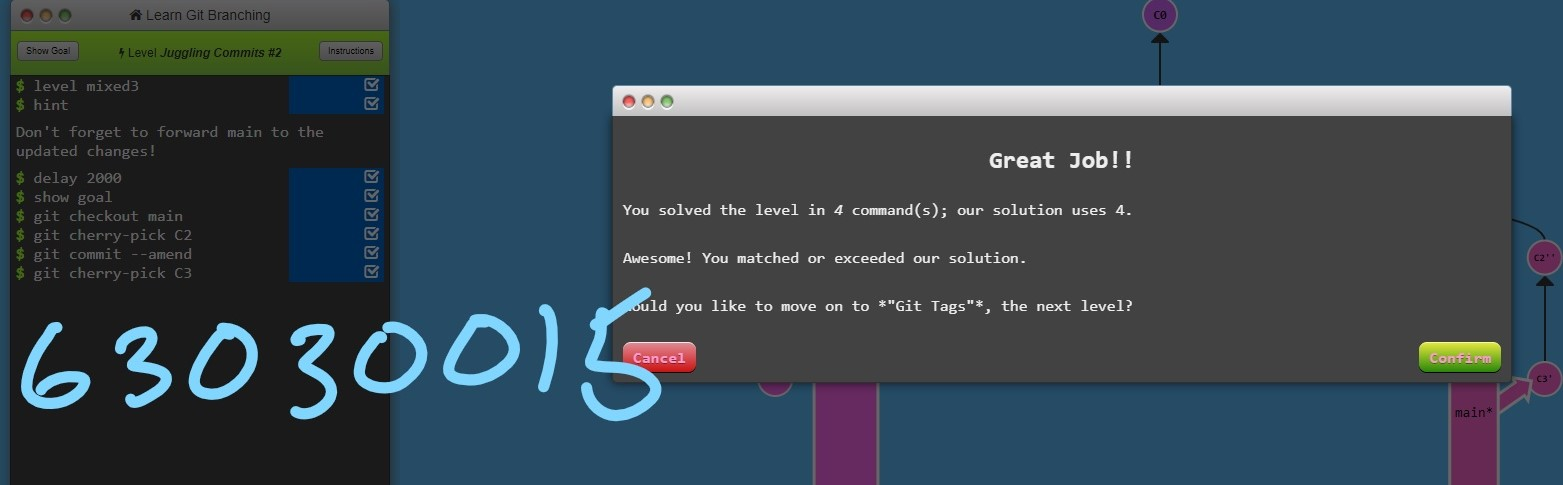 Learn Git Branching
Show Goal
Level Juggling Commits #2
Instructions
$ level mixed3
$ hint
Don't forget to forward main to the
updated changes!
$ delay 2000
$ show goal
$ git checkout main
$ git cherry-pick C2
$ git commit --amend
$ git cherry-pick C3
63030015
C0
Great Job!!
You solved the level in 4 command(s); our solution uses 4.
Awesome! You matched or exceeded our solution.
Would you like to move on to *"Git Tags"*, the next level?
Cancel
Confirm
C2''
C3'
main*